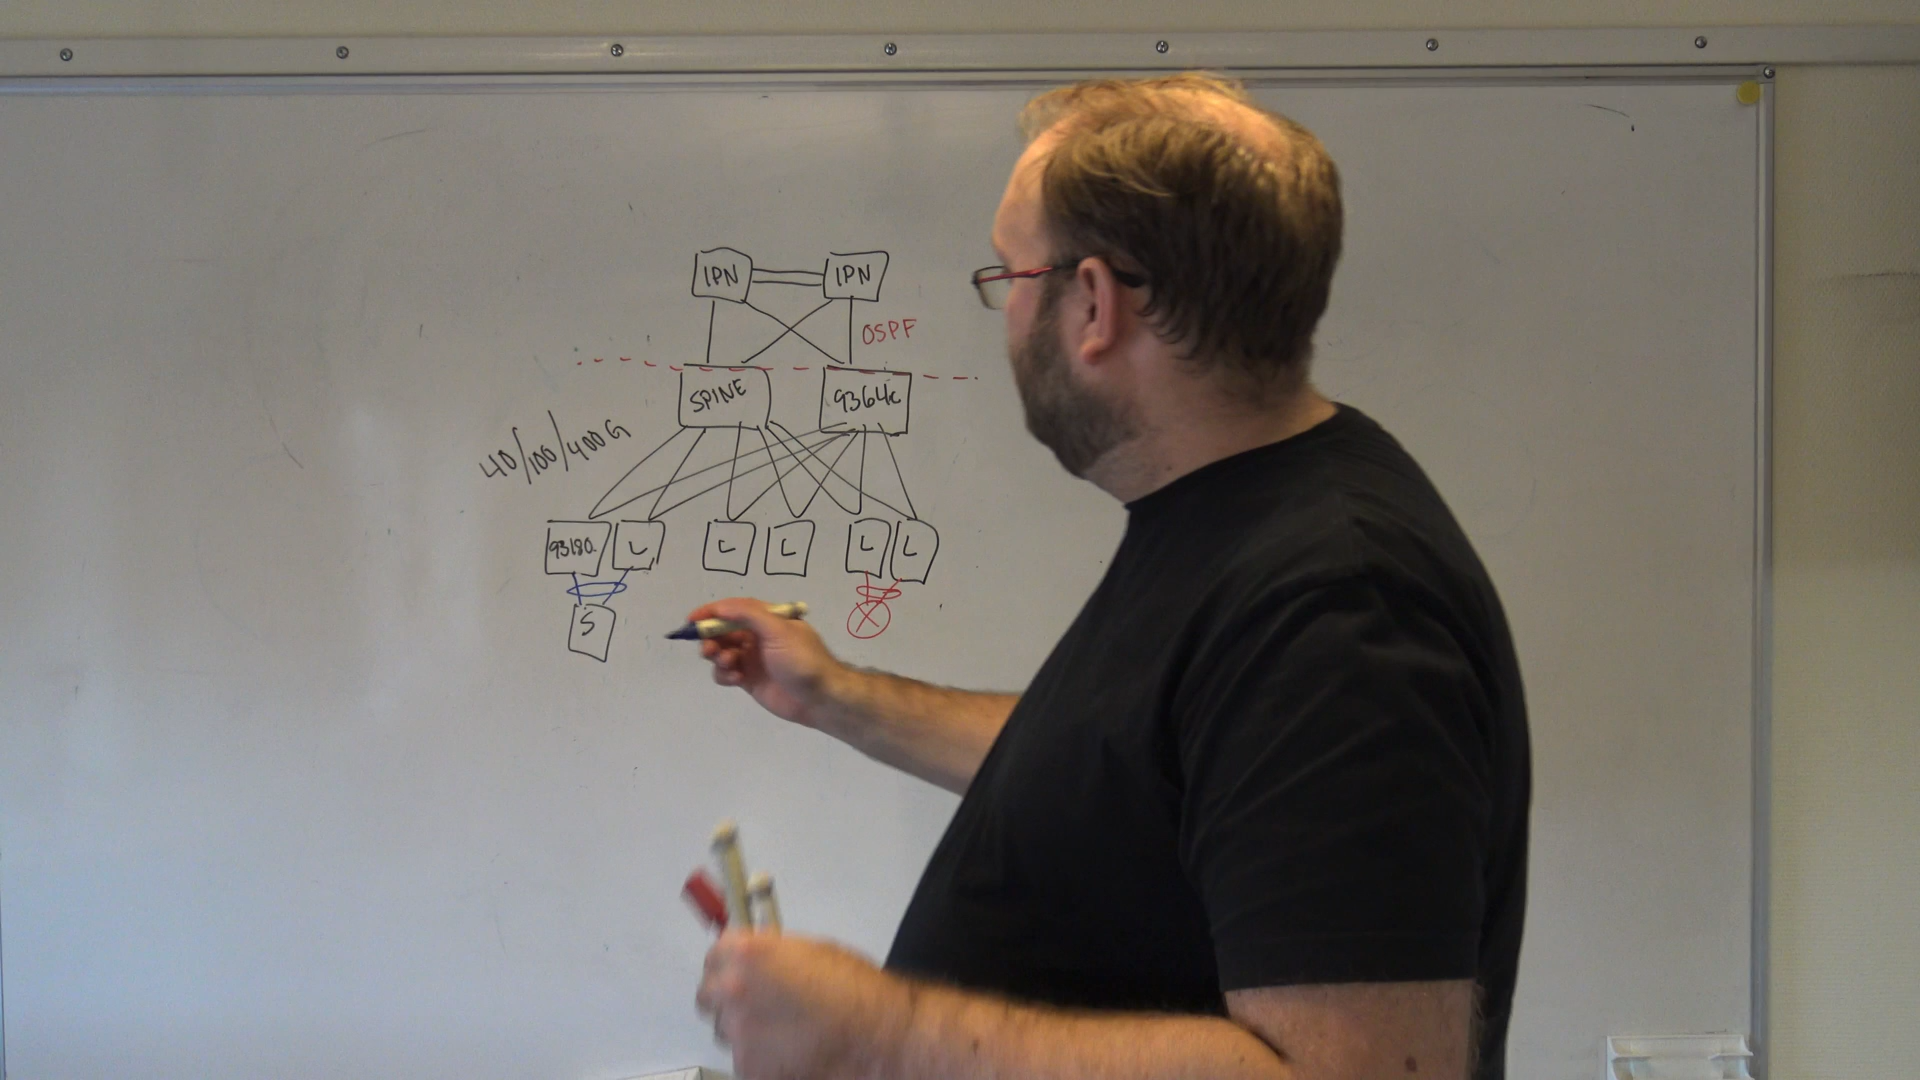 IPN IPN
OSPF
SPINE 9364c
40/100/400G
93180. L L L L L
S